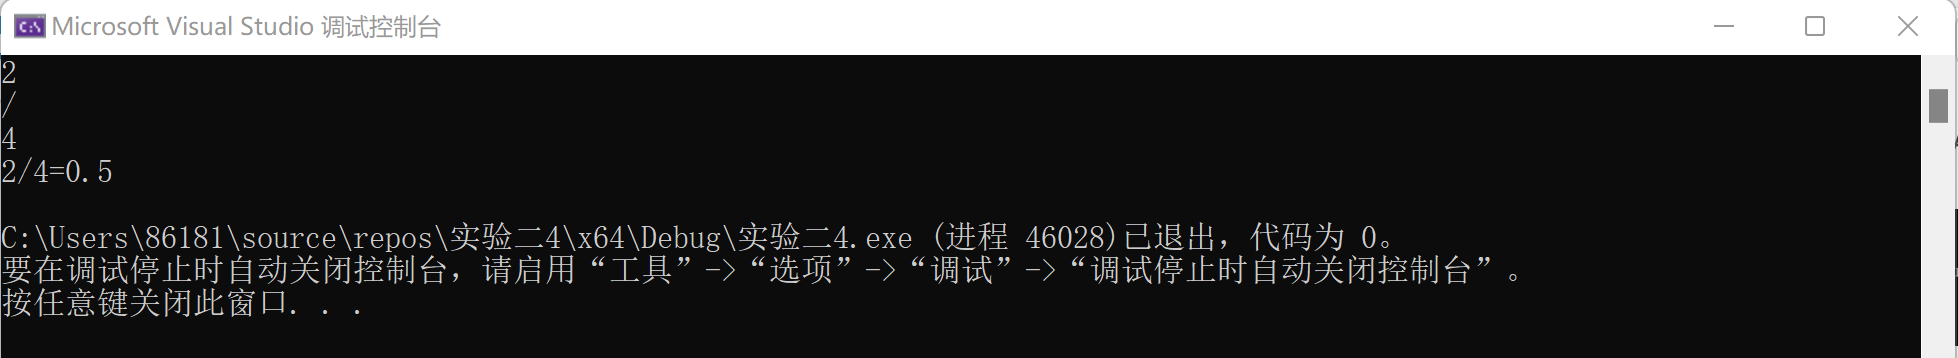 Microsoft Visual Studio 调试控制台
2
/
4
2/4=0.5
C:\Users\86181\source\repos\实验二4\x64\Debug\实验二4.exe (进程 46028)已退出，代码为 0。
要在调试停止时自动关闭控制台，请启用“工具”->“选项”->“调试”->“调试停止时自动关闭控制台”。
按任意键关闭此窗口. . .